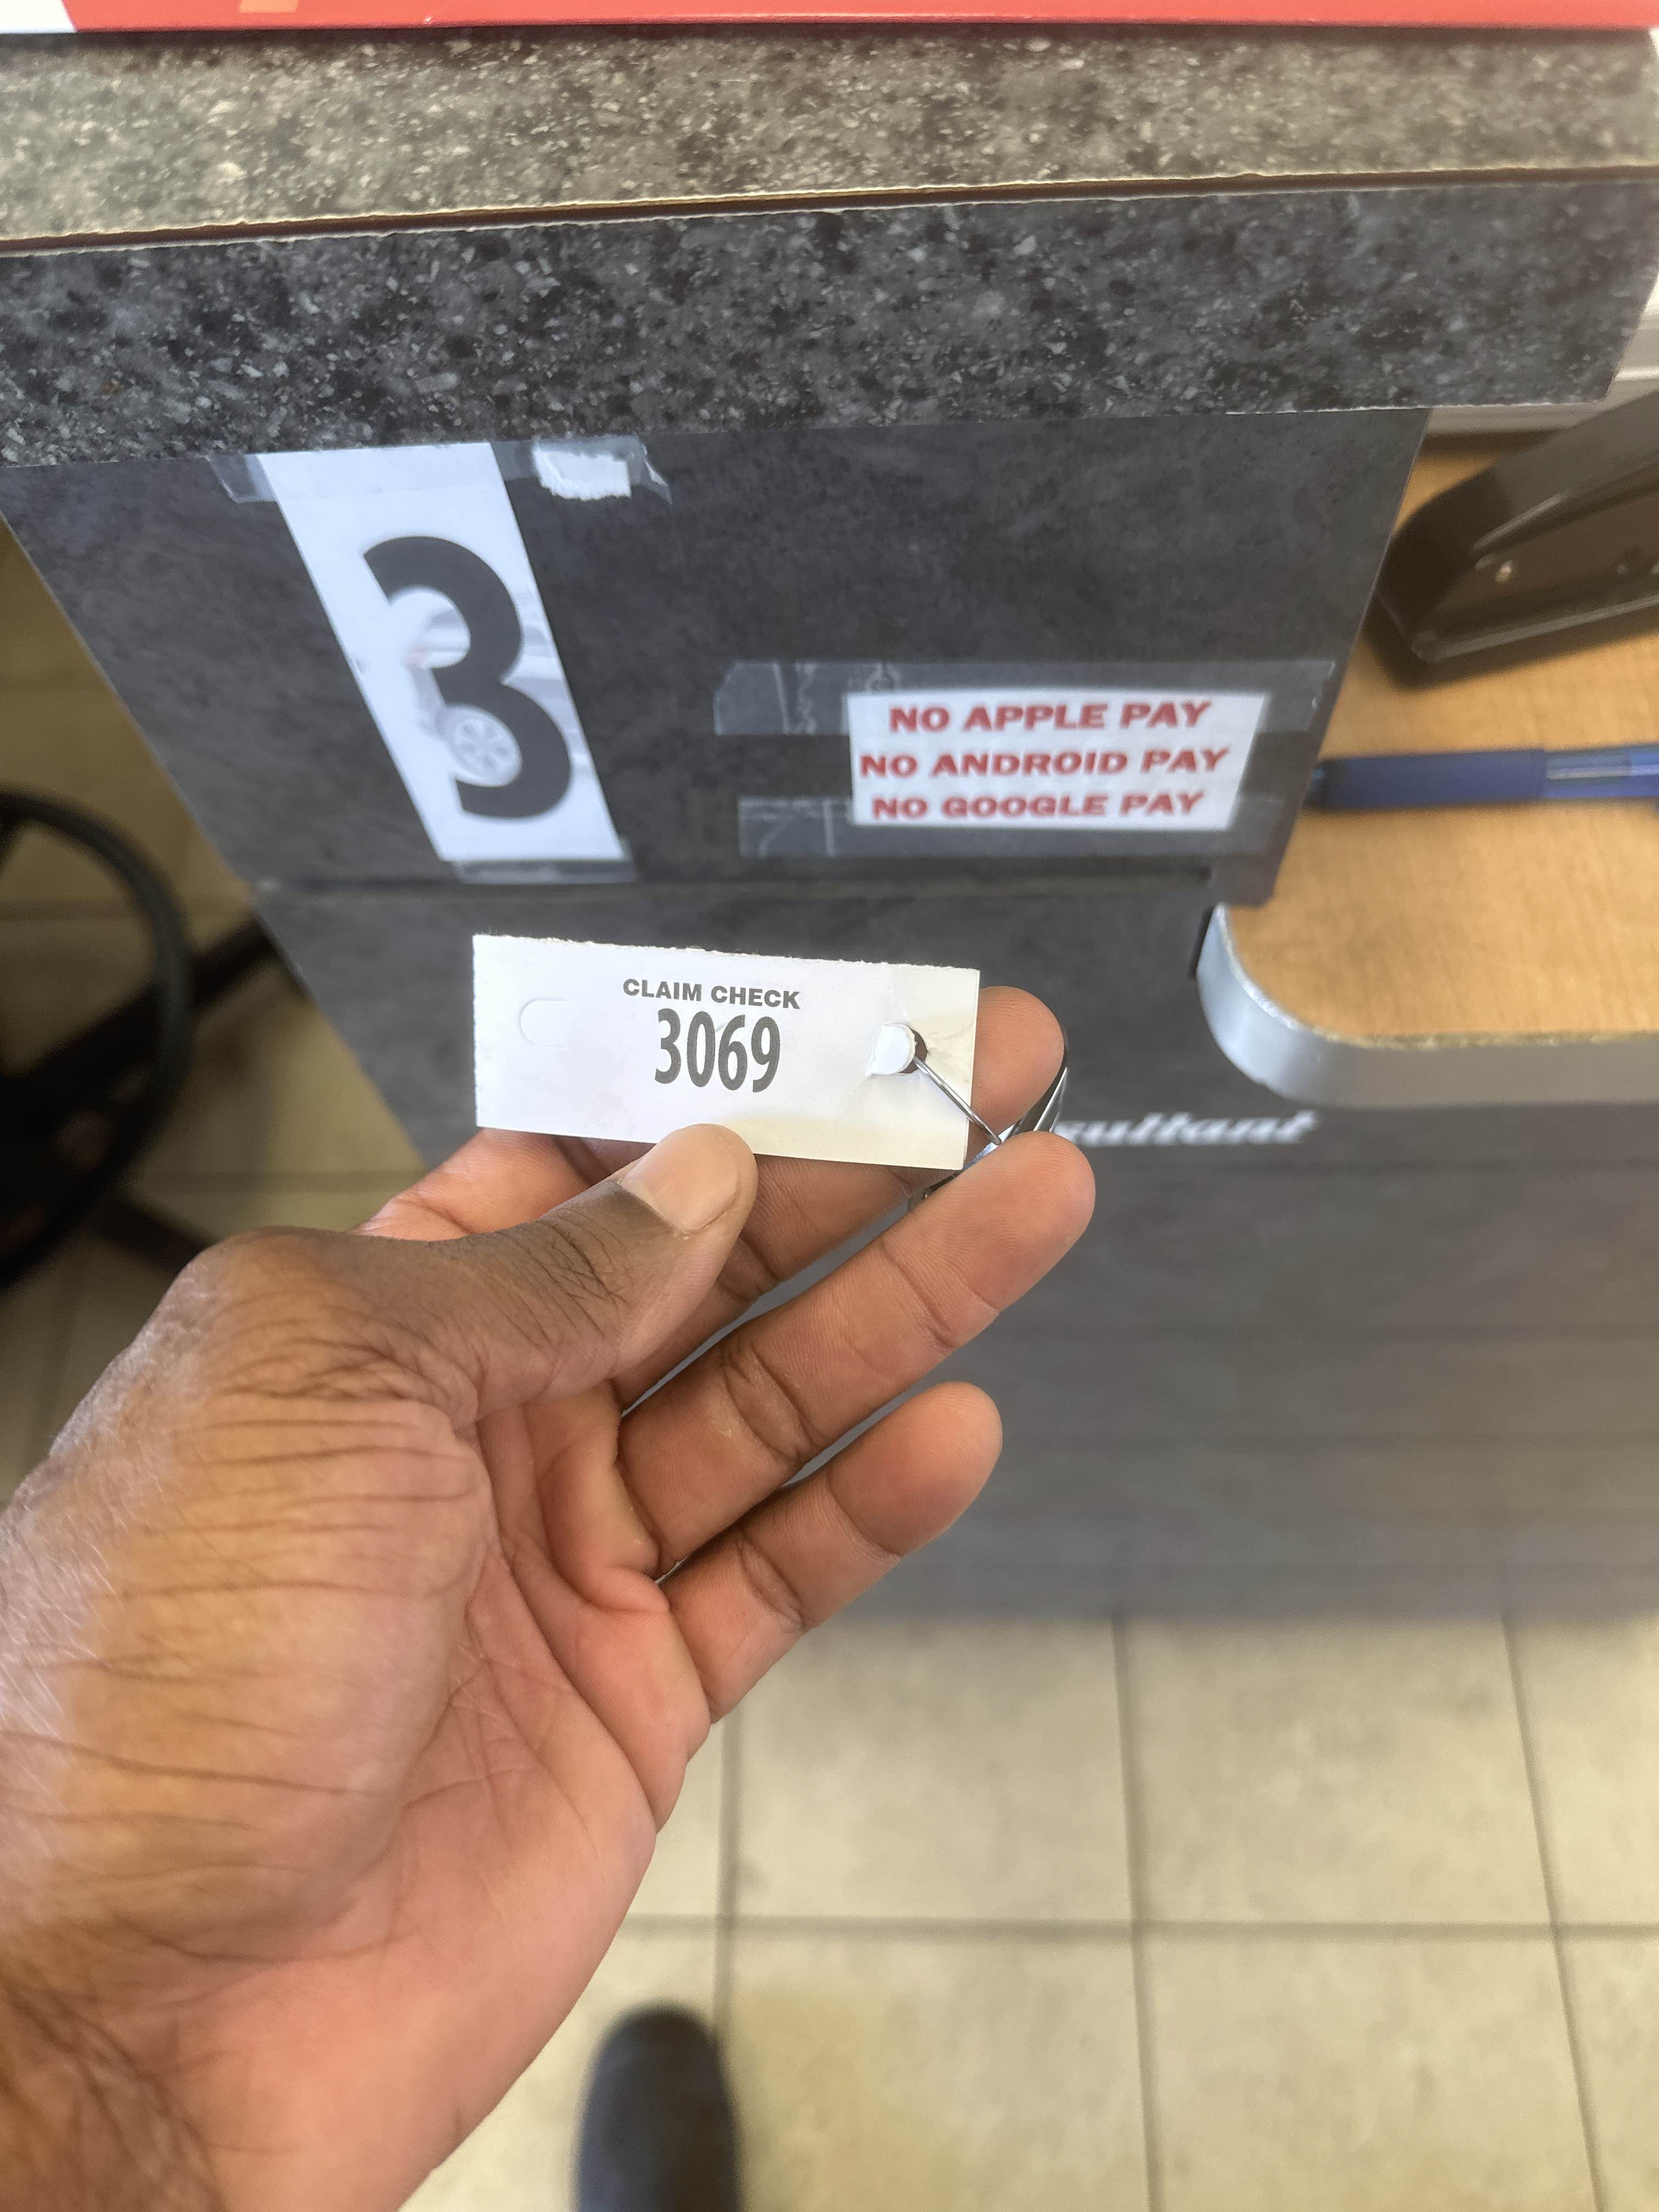 3
NO APPLE PAY
NO ANDROID PAY
NO GOOGLE PAY
CLAIM CHECK
3069